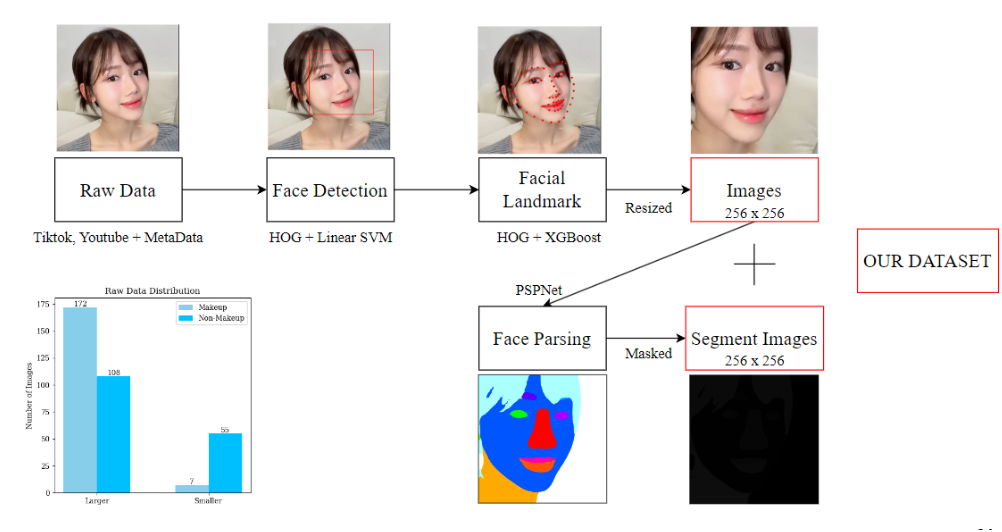 Raw Data
Tiktok, Youtube + MetaData
Face Detection
HOG + Linear SVM
Facial
Landmark
HOG + XGBoost
Resized
Images
256 x 256
OUR DATASET
PSPNet
Face Parsing
Masked
Segment Images
256 x 256
Raw Data Distribution
Makeup
Non-Makeup
Number of Images
175
150
125
100
75
50
25
0
172
108
7
55
Larger
Smaller